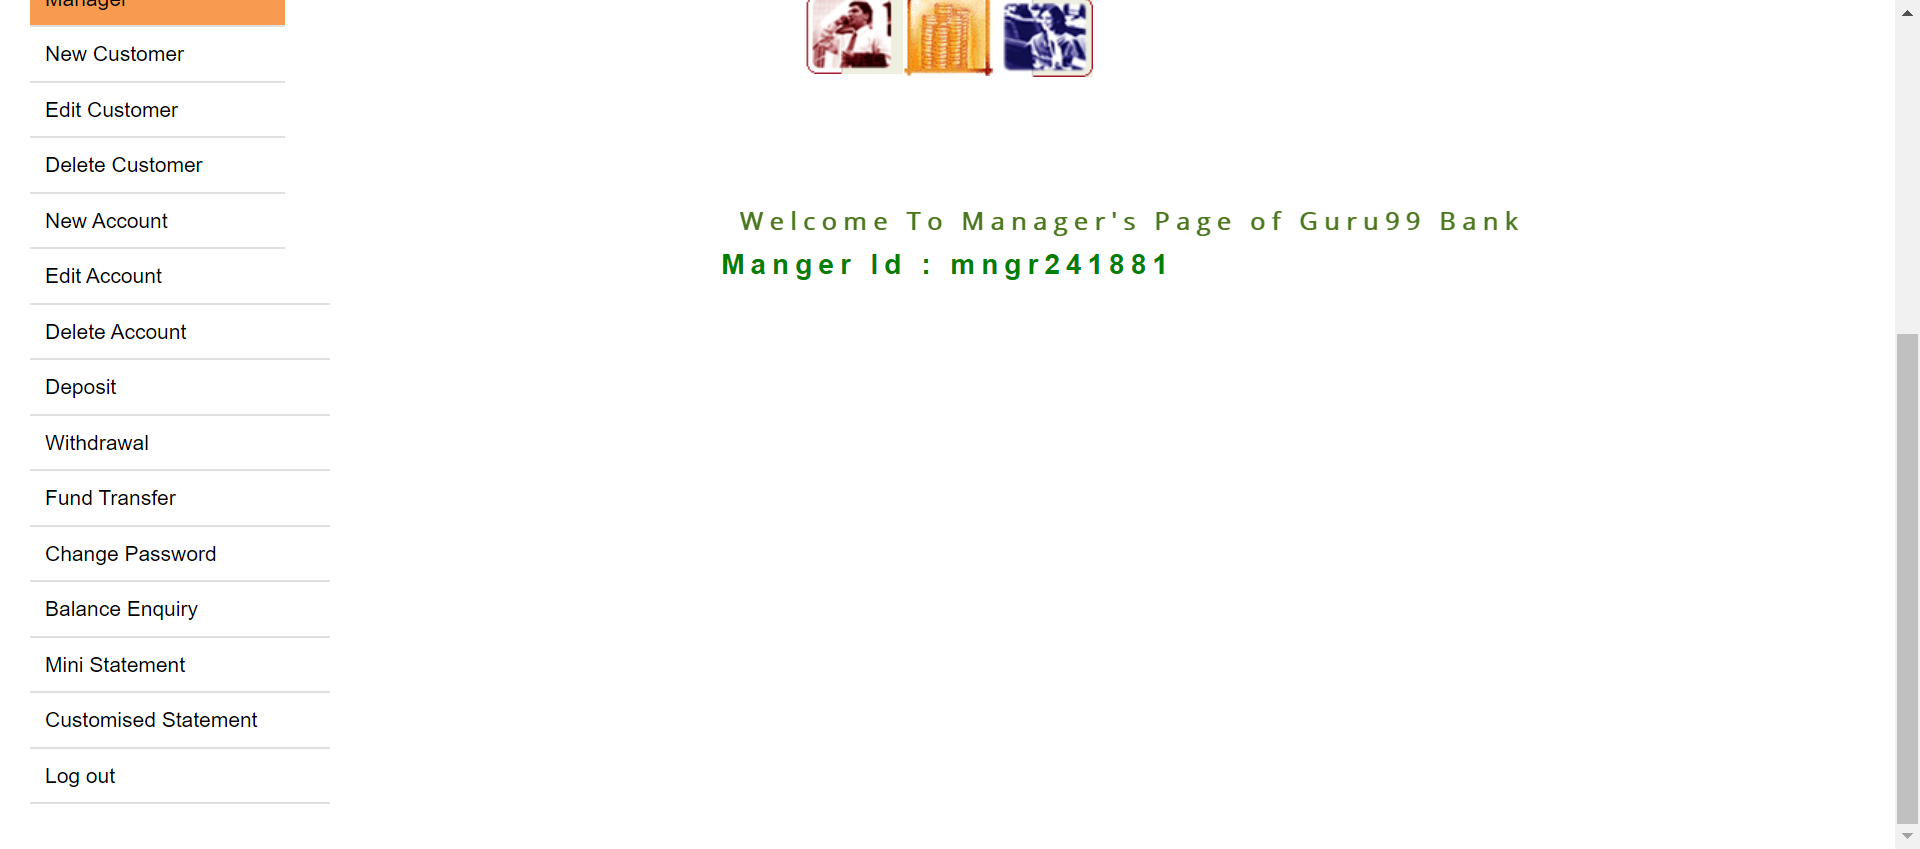 Manager
New Customer
Edit Customer
Delete Customer
New Account
Edit Account
Delete Account
Deposit
Withdrawal
Fund Transfer
Change Password
Balance Enquiry
Mini Statement
Customised Statement
Log out
Welcome To Manager's Page of Guru99 Bank
Manger Id : mngr241881